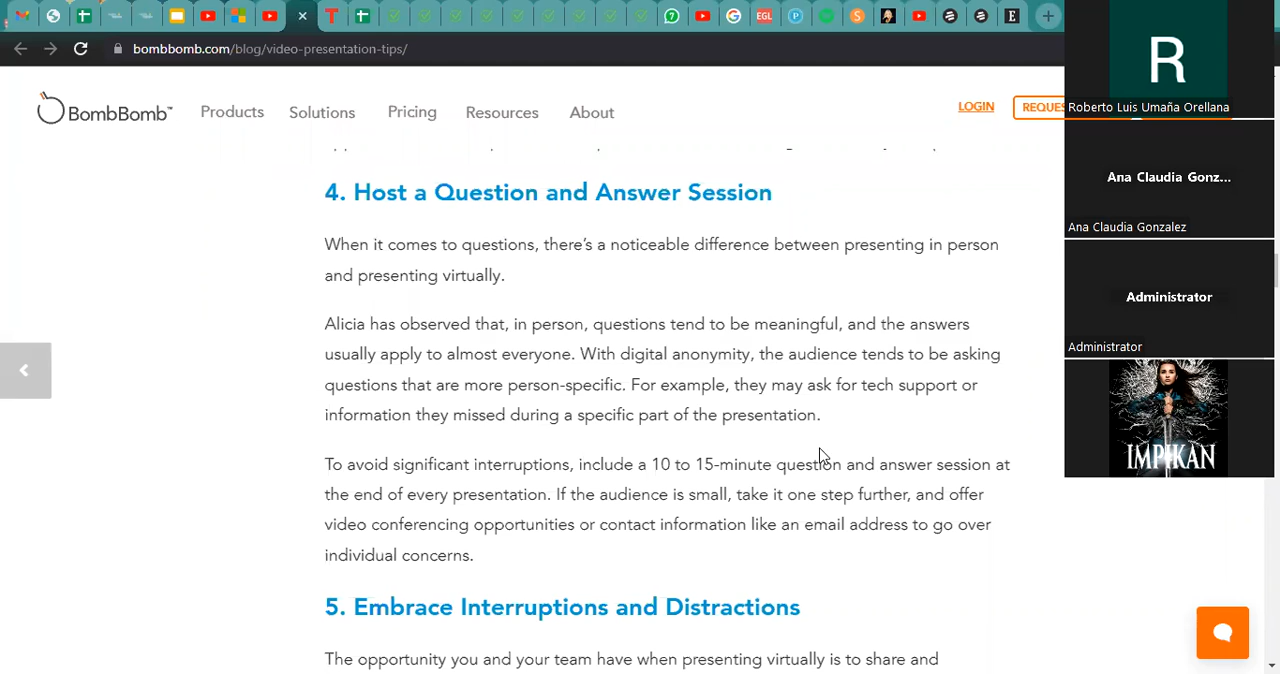 bombbomb.com/blog/video-presentation-tips/
BombBomb™
Products
Solutions
Pricing
Resources
About
LOGIN
REQUES
4. Host a Question and Answer Session
When it comes to questions, there's a noticeable difference between presenting in person
and presenting virtually.
Alicia has observed that, in person, questions tend to be meaningful, and the answers
usually apply to almost everyone. With digital anonymity, the audience tends to be asking
questions that are more person-specific. For example, they may ask for tech support or
information they missed during a specific part of the presentation.
To avoid significant interruptions, include a 10 to 15-minute question and answer session at
the end of every presentation. If the audience is small, take it one step further, and offer
video conferencing opportunities or contact information like an email address to go over
individual concerns.
5. Embrace Interruptions and Distractions
The opportunity you and your team have when presenting virtually is to share and
R
Roberto Luis Umaña Orellana
Ana Claudia Gonz...
Ana Claudia Gonzalez
Administrator
Administrator
IMPIKAN